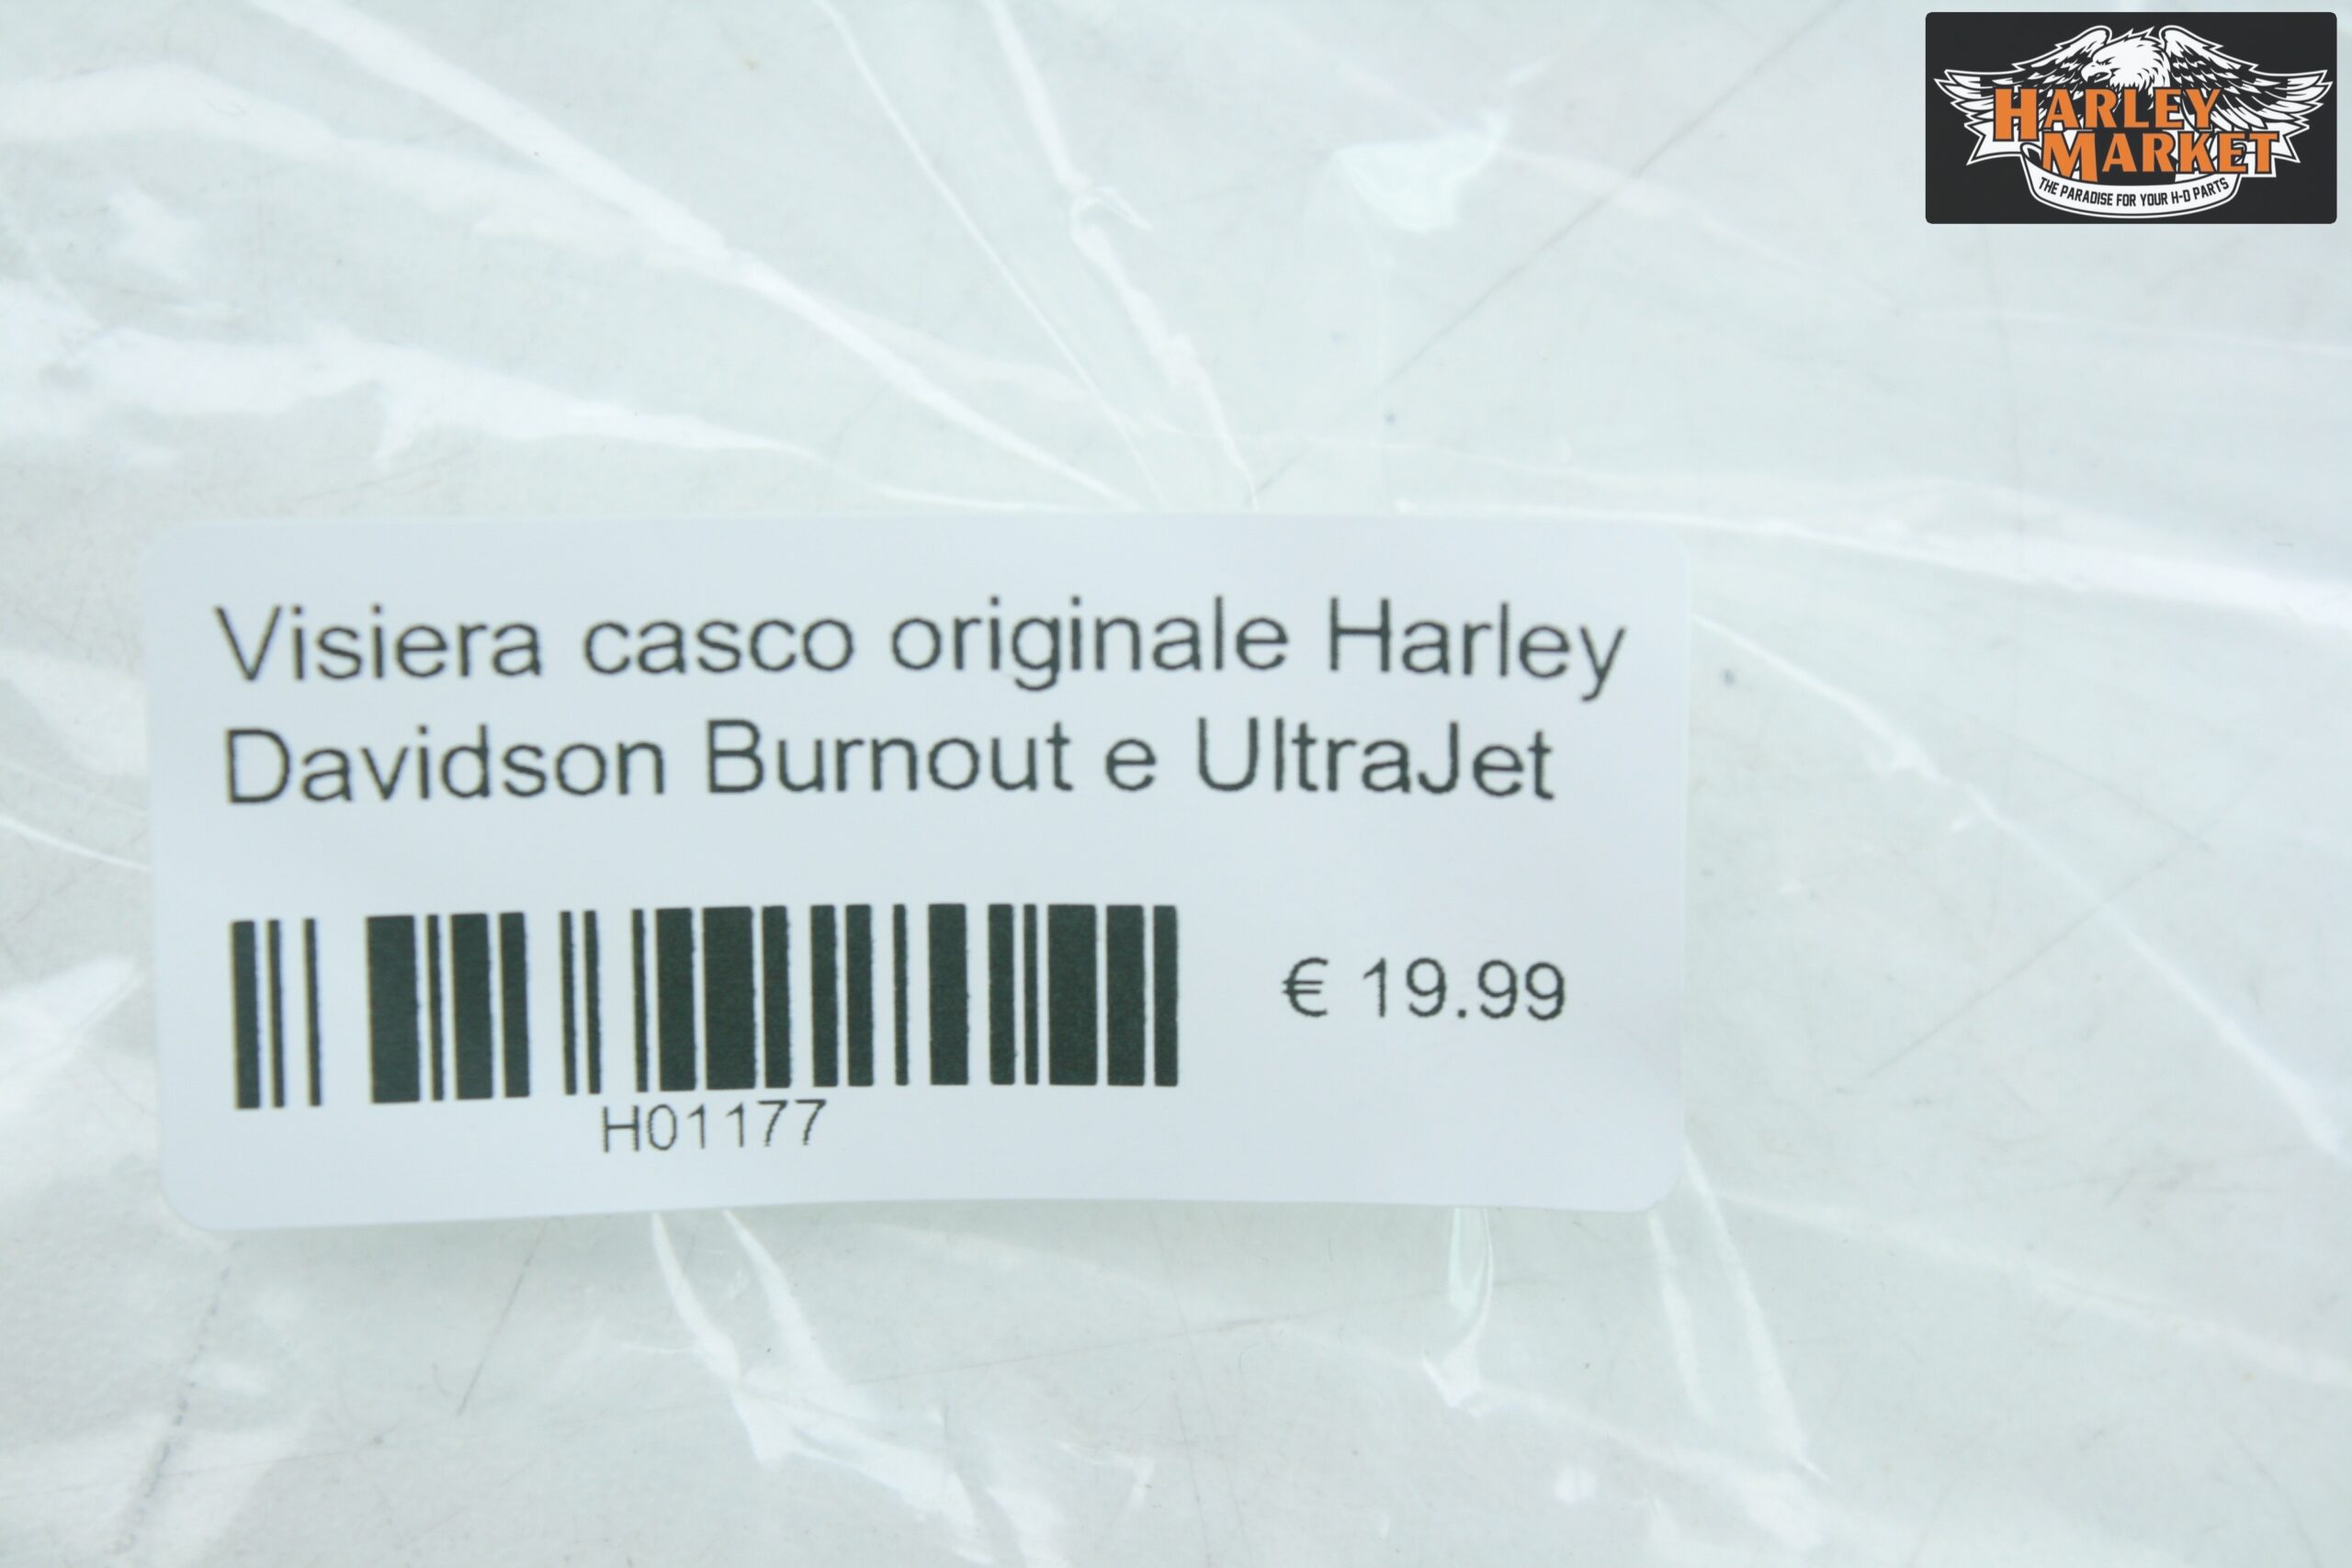 HARLEY
MARKET
THE PARADISE FOR YOUR H-D PARTS
Visiera casco originale Harley
Davidson Burnout e UltraJet
€ 19.99
H01177